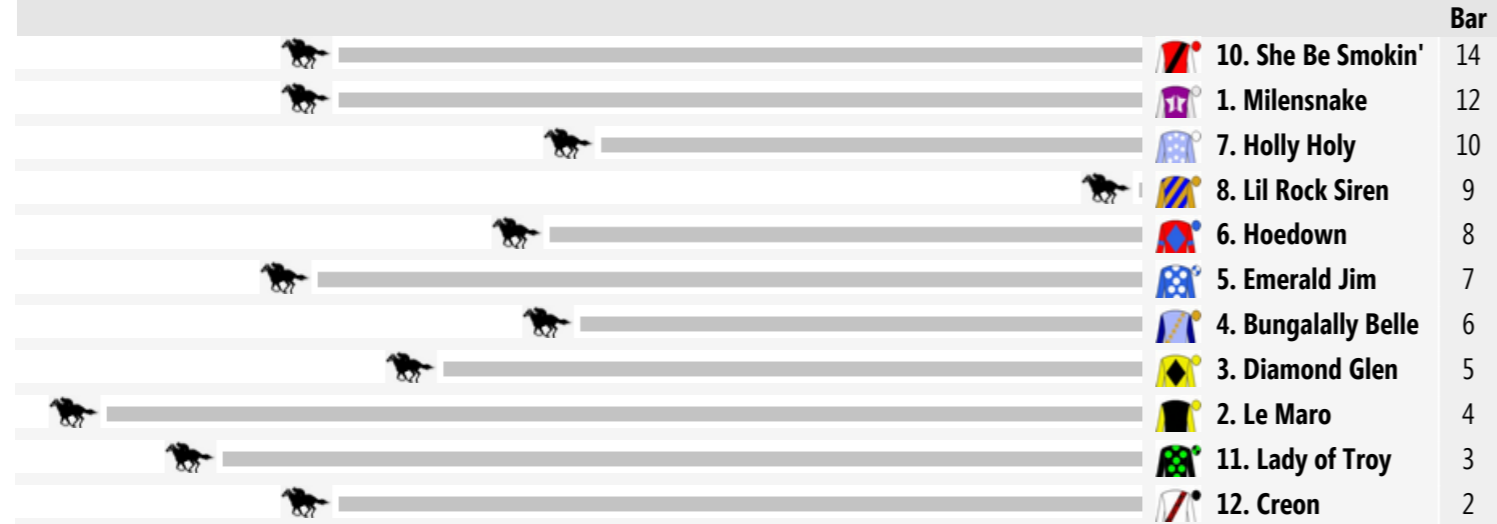 Bar
10. She Be Smokin' 14
1. Milensnake 12
7. Holly Holy 10
8. Lil Rock Siren 9
6. Hoedown 8
5. Emerald Jim 7
4. Bungalally Belle 6
3. Diamond Glen 5
2. Le Maro 4
11. Lady of Troy 3
12. Creon 2